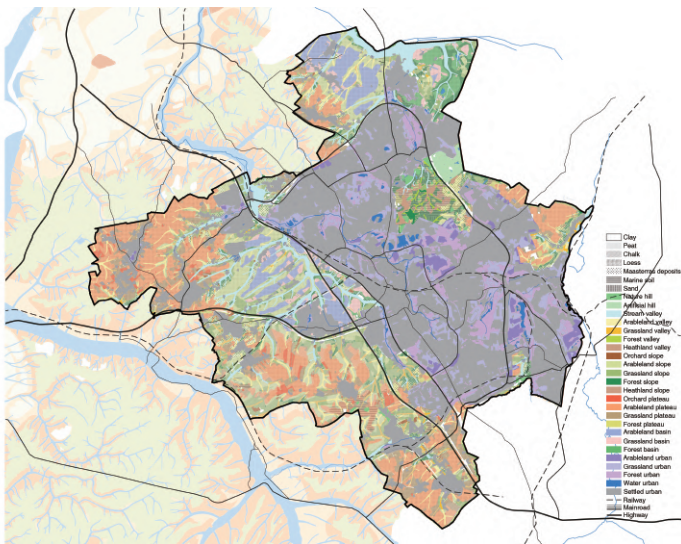 Clay
Peat
Chalk
Loess
Maasterras deposits
Marine soil
Sand
Nature hill
Artificial hill
Stream valley
Arableland valley
Grassland valley
Forest valley
Heathland valley
Orchard slope
Arableland slope
Grassland slope
Forest slope
Heathland slope
Orchard plateau
Arableland plateau
Grassland plateau
Forest plateau
Arableland basin
Grassland basin
Forest basin
Arableland urban
Grassland urban
Forest urban
Water urban
Settled urban
Railway
Mainroad
Highway